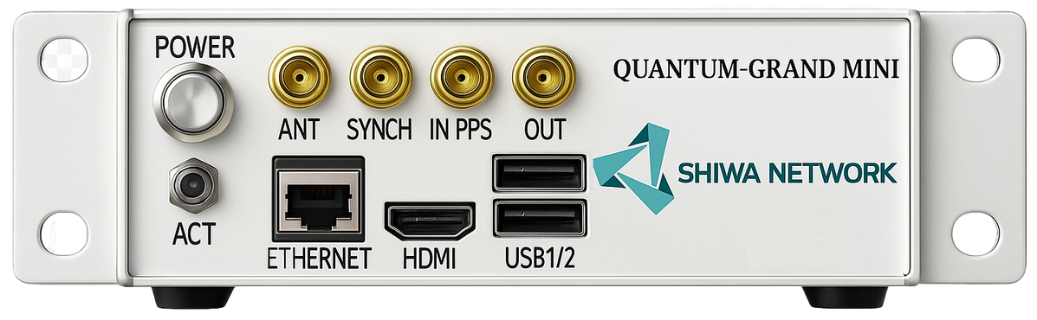 POWER
ANT SYNCH IN PPS OUT
QUANTUM-GRAND MINI
SHIWA NETWORK
ACT
ETHERNET HDMI USB1/2